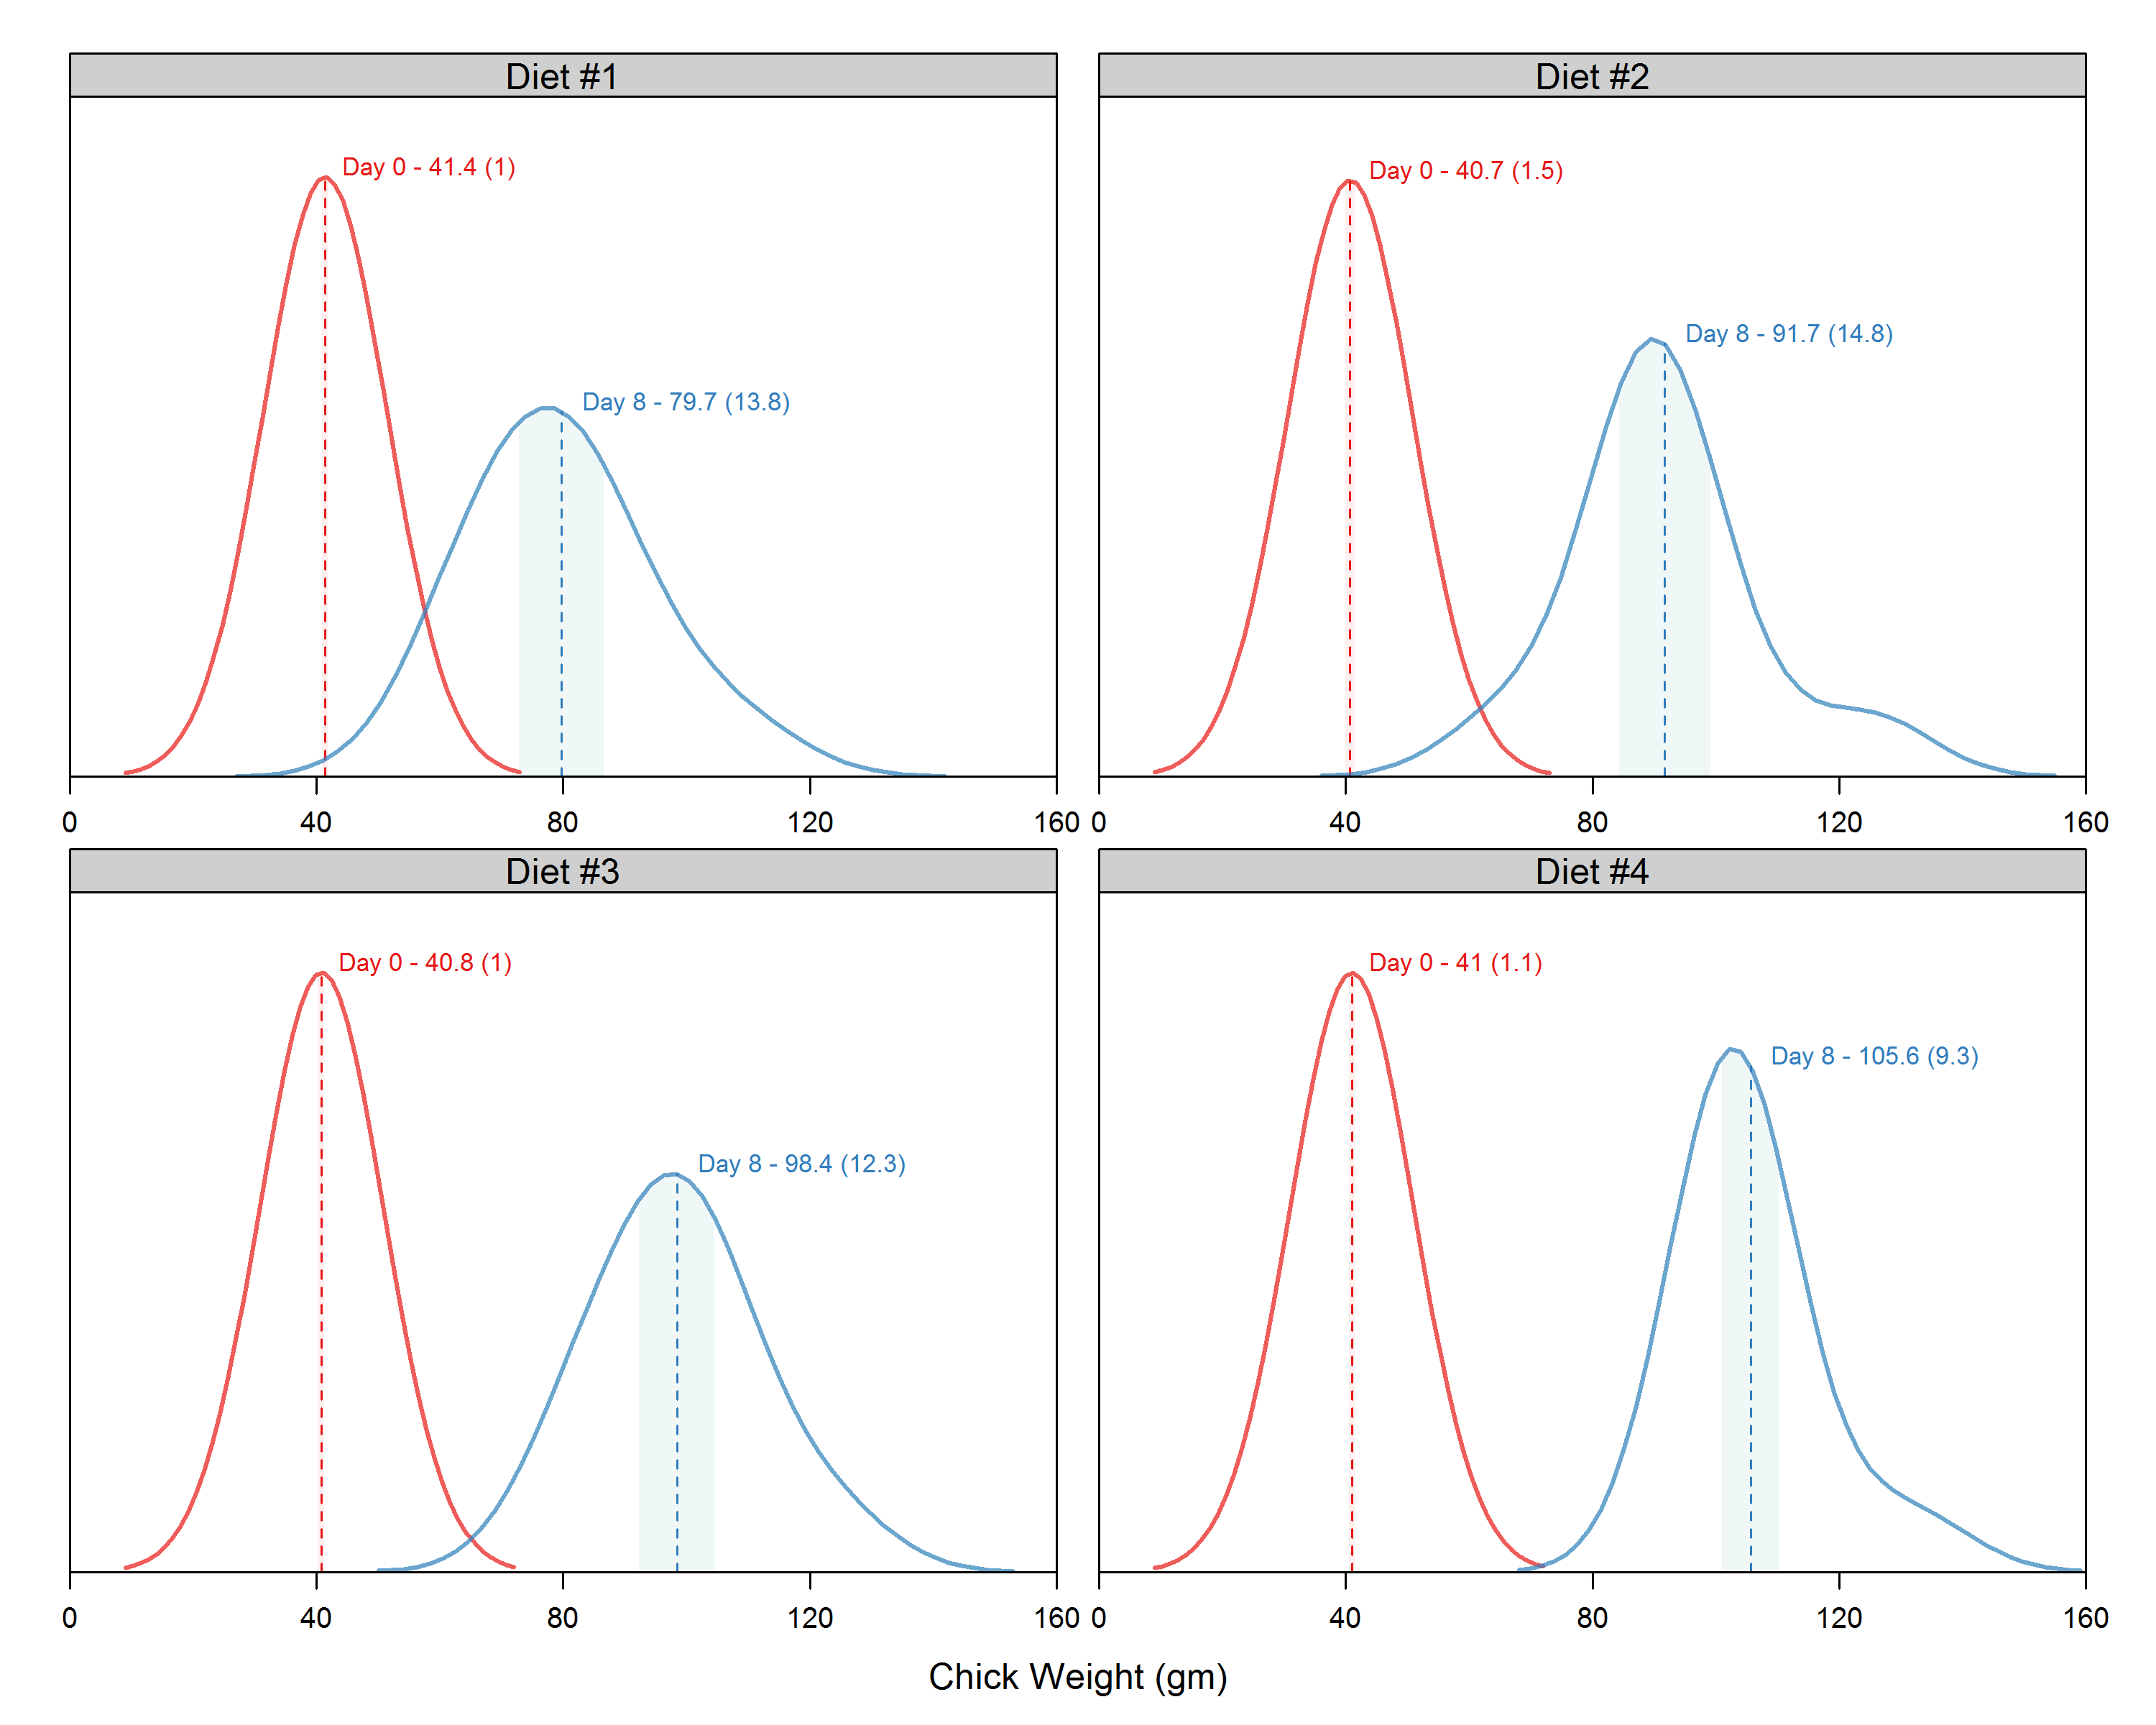 Diet #1
Day 0 - 41.4 (1)
Day 8 - 79.7 (13.8)
0 40 80 120 160
Diet #2
Day 0 - 40.7 (1.5)
Day 8 - 91.7 (14.8)
0 40 80 120 160
Diet #3
Day 0 - 40.8 (1)
Day 8 - 98.4 (12.3)
0 40 80 120 160
Diet #4
Day 0 - 41 (1.1)
Day 8 - 105.6 (9.3)
0 40 80 120 160
Chick Weight (gm)